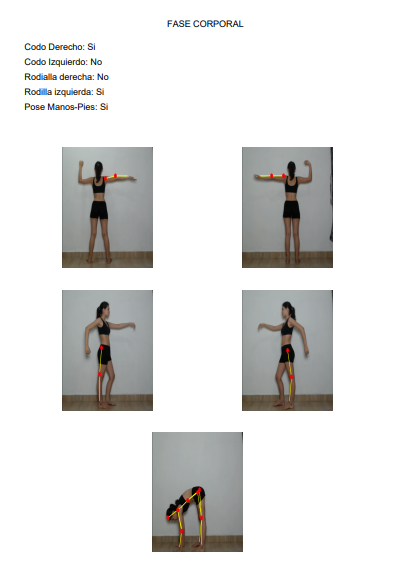 FASE CORPORAL
Codo Derecho: Si
Codo Izquierdo: No
Rodialla derecha: No
Rodilla izquierda: Si
Pose Manos-Pies: Si